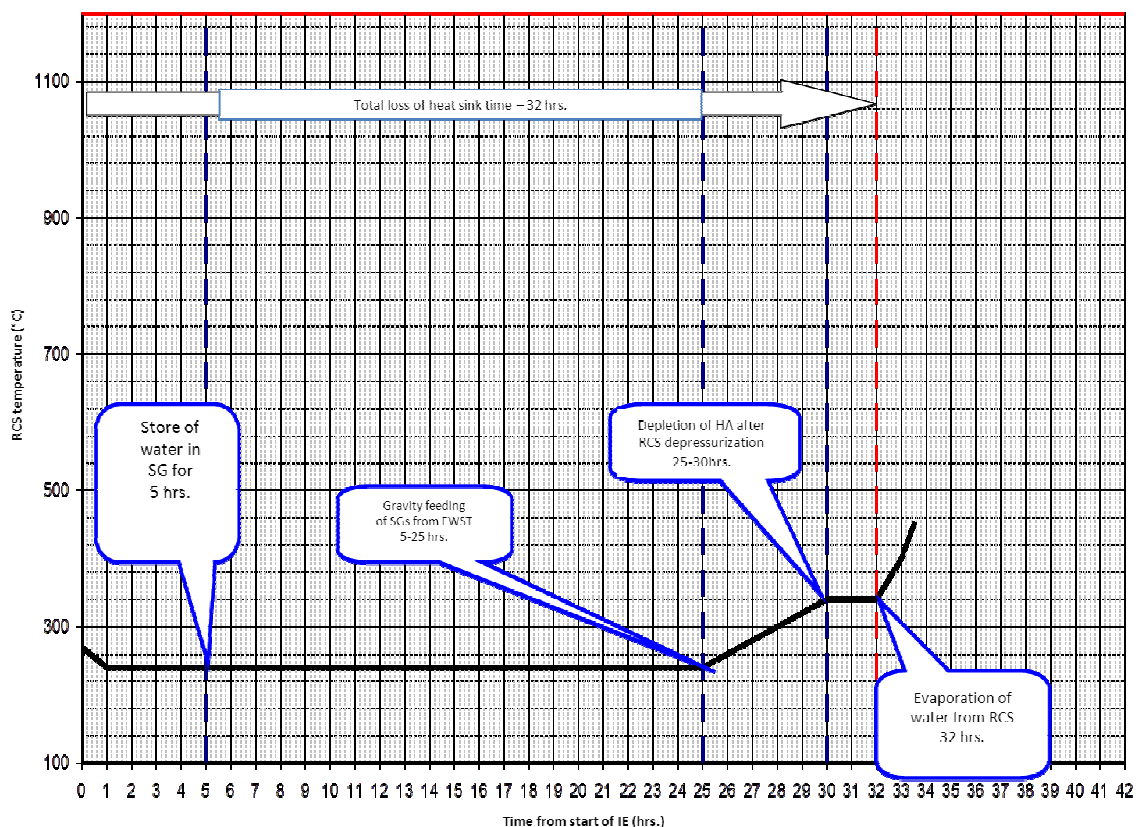 1100
900
700
500
300
100
RCS temperature (°C)
Total loss of heat sink time – 32 hrs.
Store of
water in
SG for
5 hrs.
Gravity feeding
of SGs from EWST
5-25 hrs.
Depletion of HA after
RCS depressurization
25-30hrs.
Evaporation of
water from RCS
32 hrs.
0 1 2 3 4 5 6 7 8 9 10 11 12 13 14 15 16 17 18 19 20 21 22 23 24 25 26 27 28 29 30 31 32 33 34 35 36 37 38 39 40 41 42
Time from start of IE (hrs.)